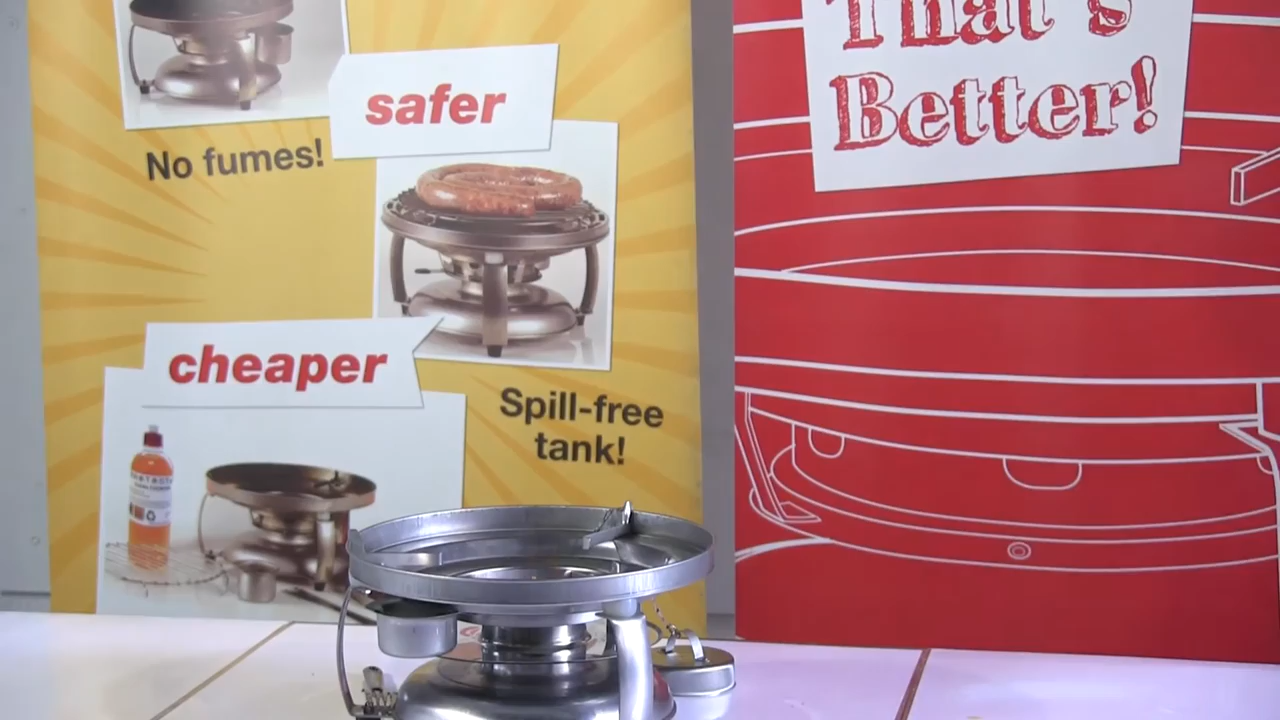 safer
No fumes!
cheaper
Spill-free
tank!
That's
Better!